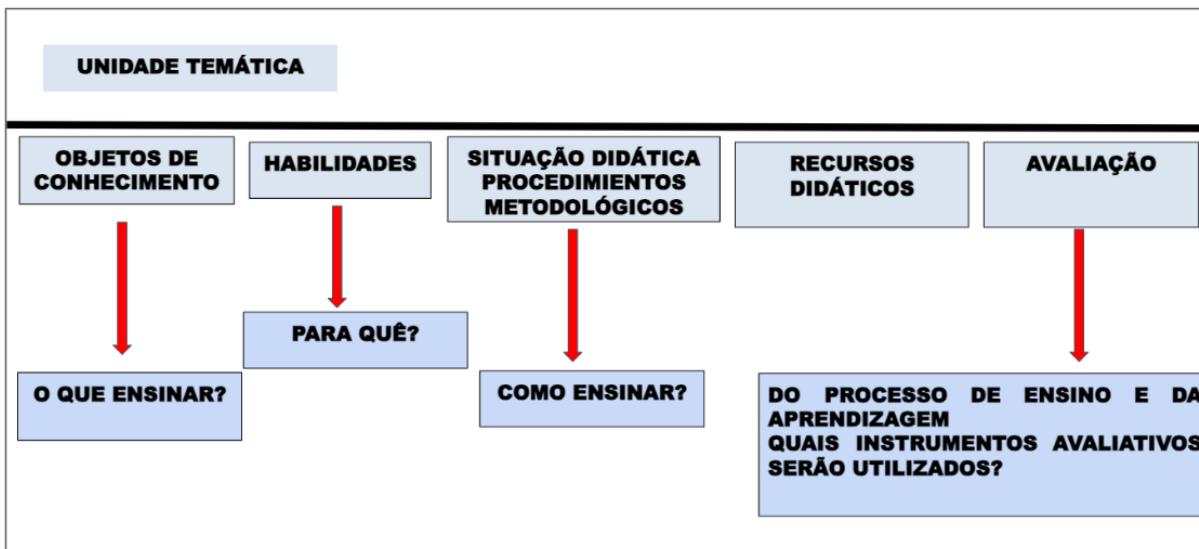 UNIDADE TEMÁTICA
OBJETOS DE
CONHECIMENTO
HABILIDADES
SITUAÇÃO DIDÁTICA
PROCEDIMIENTOS
METODOLÓGICOS
RECURSOS
DIDÁTICOS
AVALIAÇÃO
O QUE ENSINAR?
PARA QUÊ?
COMO ENSINAR?
DO PROCESSO DE ENSINO E DA
APRENDIZAGEM
QUAIS INSTRUMENTOS AVALIATIVOS
SERÃO UTILIZADOS?